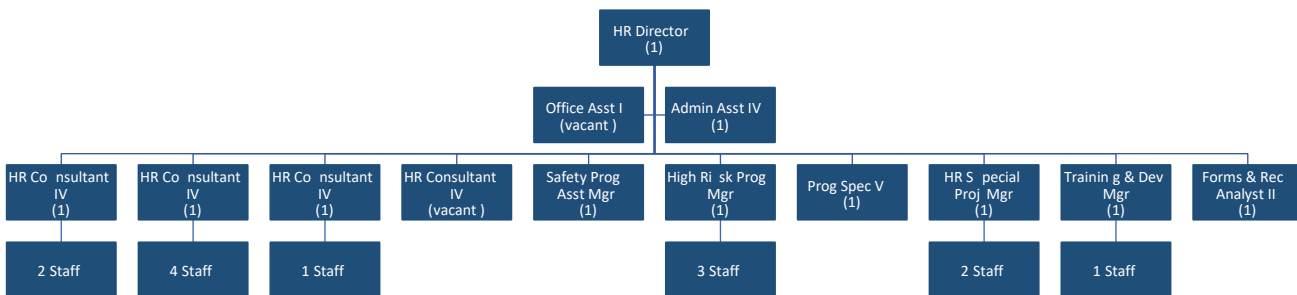 HR Director
(1)
Office Asst I
(vacant )
Admin Asst IV
(1)
HR Co nsultant
IV
(1)
HR Co nsultant
IV
(1)
HR Co nsultant
IV
(1)
HR Consultant
IV
(vacant )
Safety Prog
Asst Mgr
(1)
High Ri sk Prog
Mgr
(1)
Prog Spec V
(1)
HR S pecial
Proj Mgr
(1)
Trainin g & Dev
Mgr
(1)
Forms & Rec
Analyst II
(1)
2 Staff
4 Staff
1 Staff
3 Staff
2 Staff
1 Staff